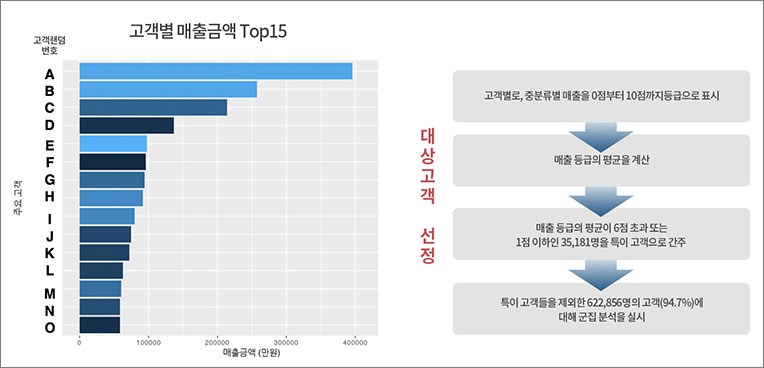 고객별 매출금액 Top15
고객랜덤
번호
A
B
C
D
E
F
G
H
I
J
K
L
M
N
O
주요 고객
0
100000
200000
300000
400000
매출금액 (만원)
대상고객 선정
고객별로, 중분류별 매출을 0점부터 10점까지등급으로 표시
매출 등급의 평균을 계산
매출 등급의 평균이 6점 초과 또는
1점 이하인 35,181명을 특이 고객으로 간주
특이 고객들을 제외한 622,856명의 고객(94.7%)에
대해 군집 분석을 실시